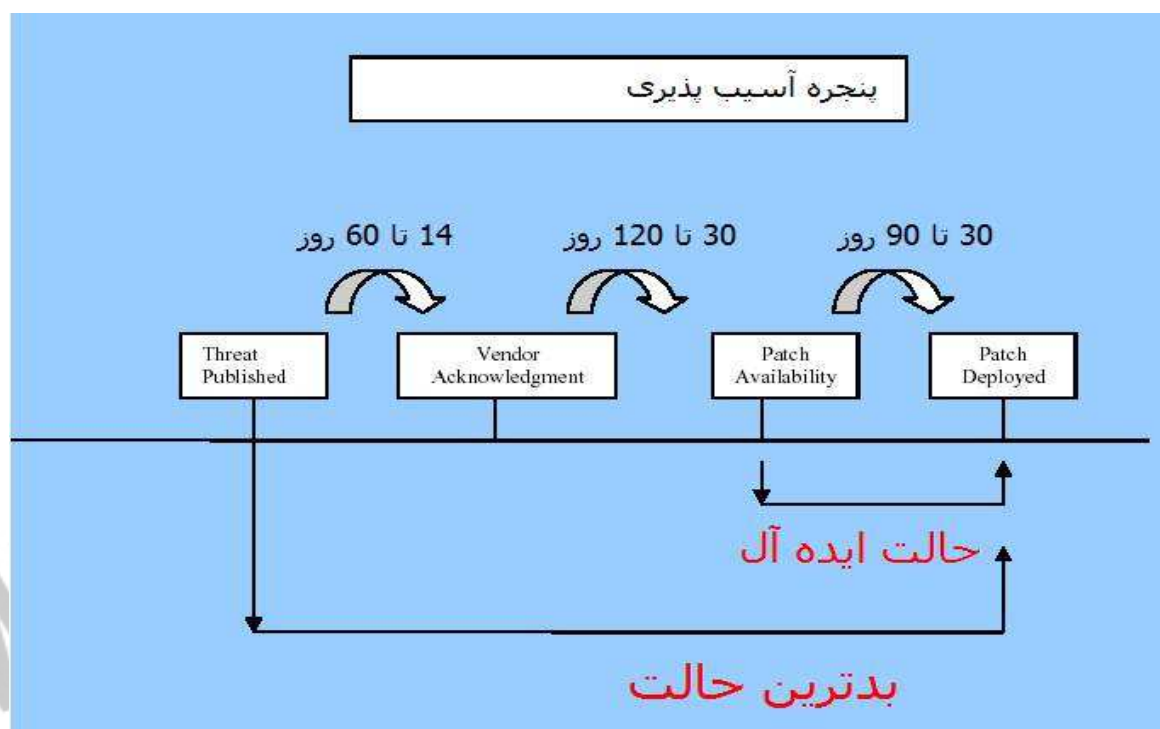 پنجره آسیب پذیری
14 تا 60 روز
30 تا 120 روز
30 تا 90 روز
Threat
Published
Vendor
Acknowledgment
Patch
Availability
Patch
Deployed
حالت ایده آل
بدترین حالت